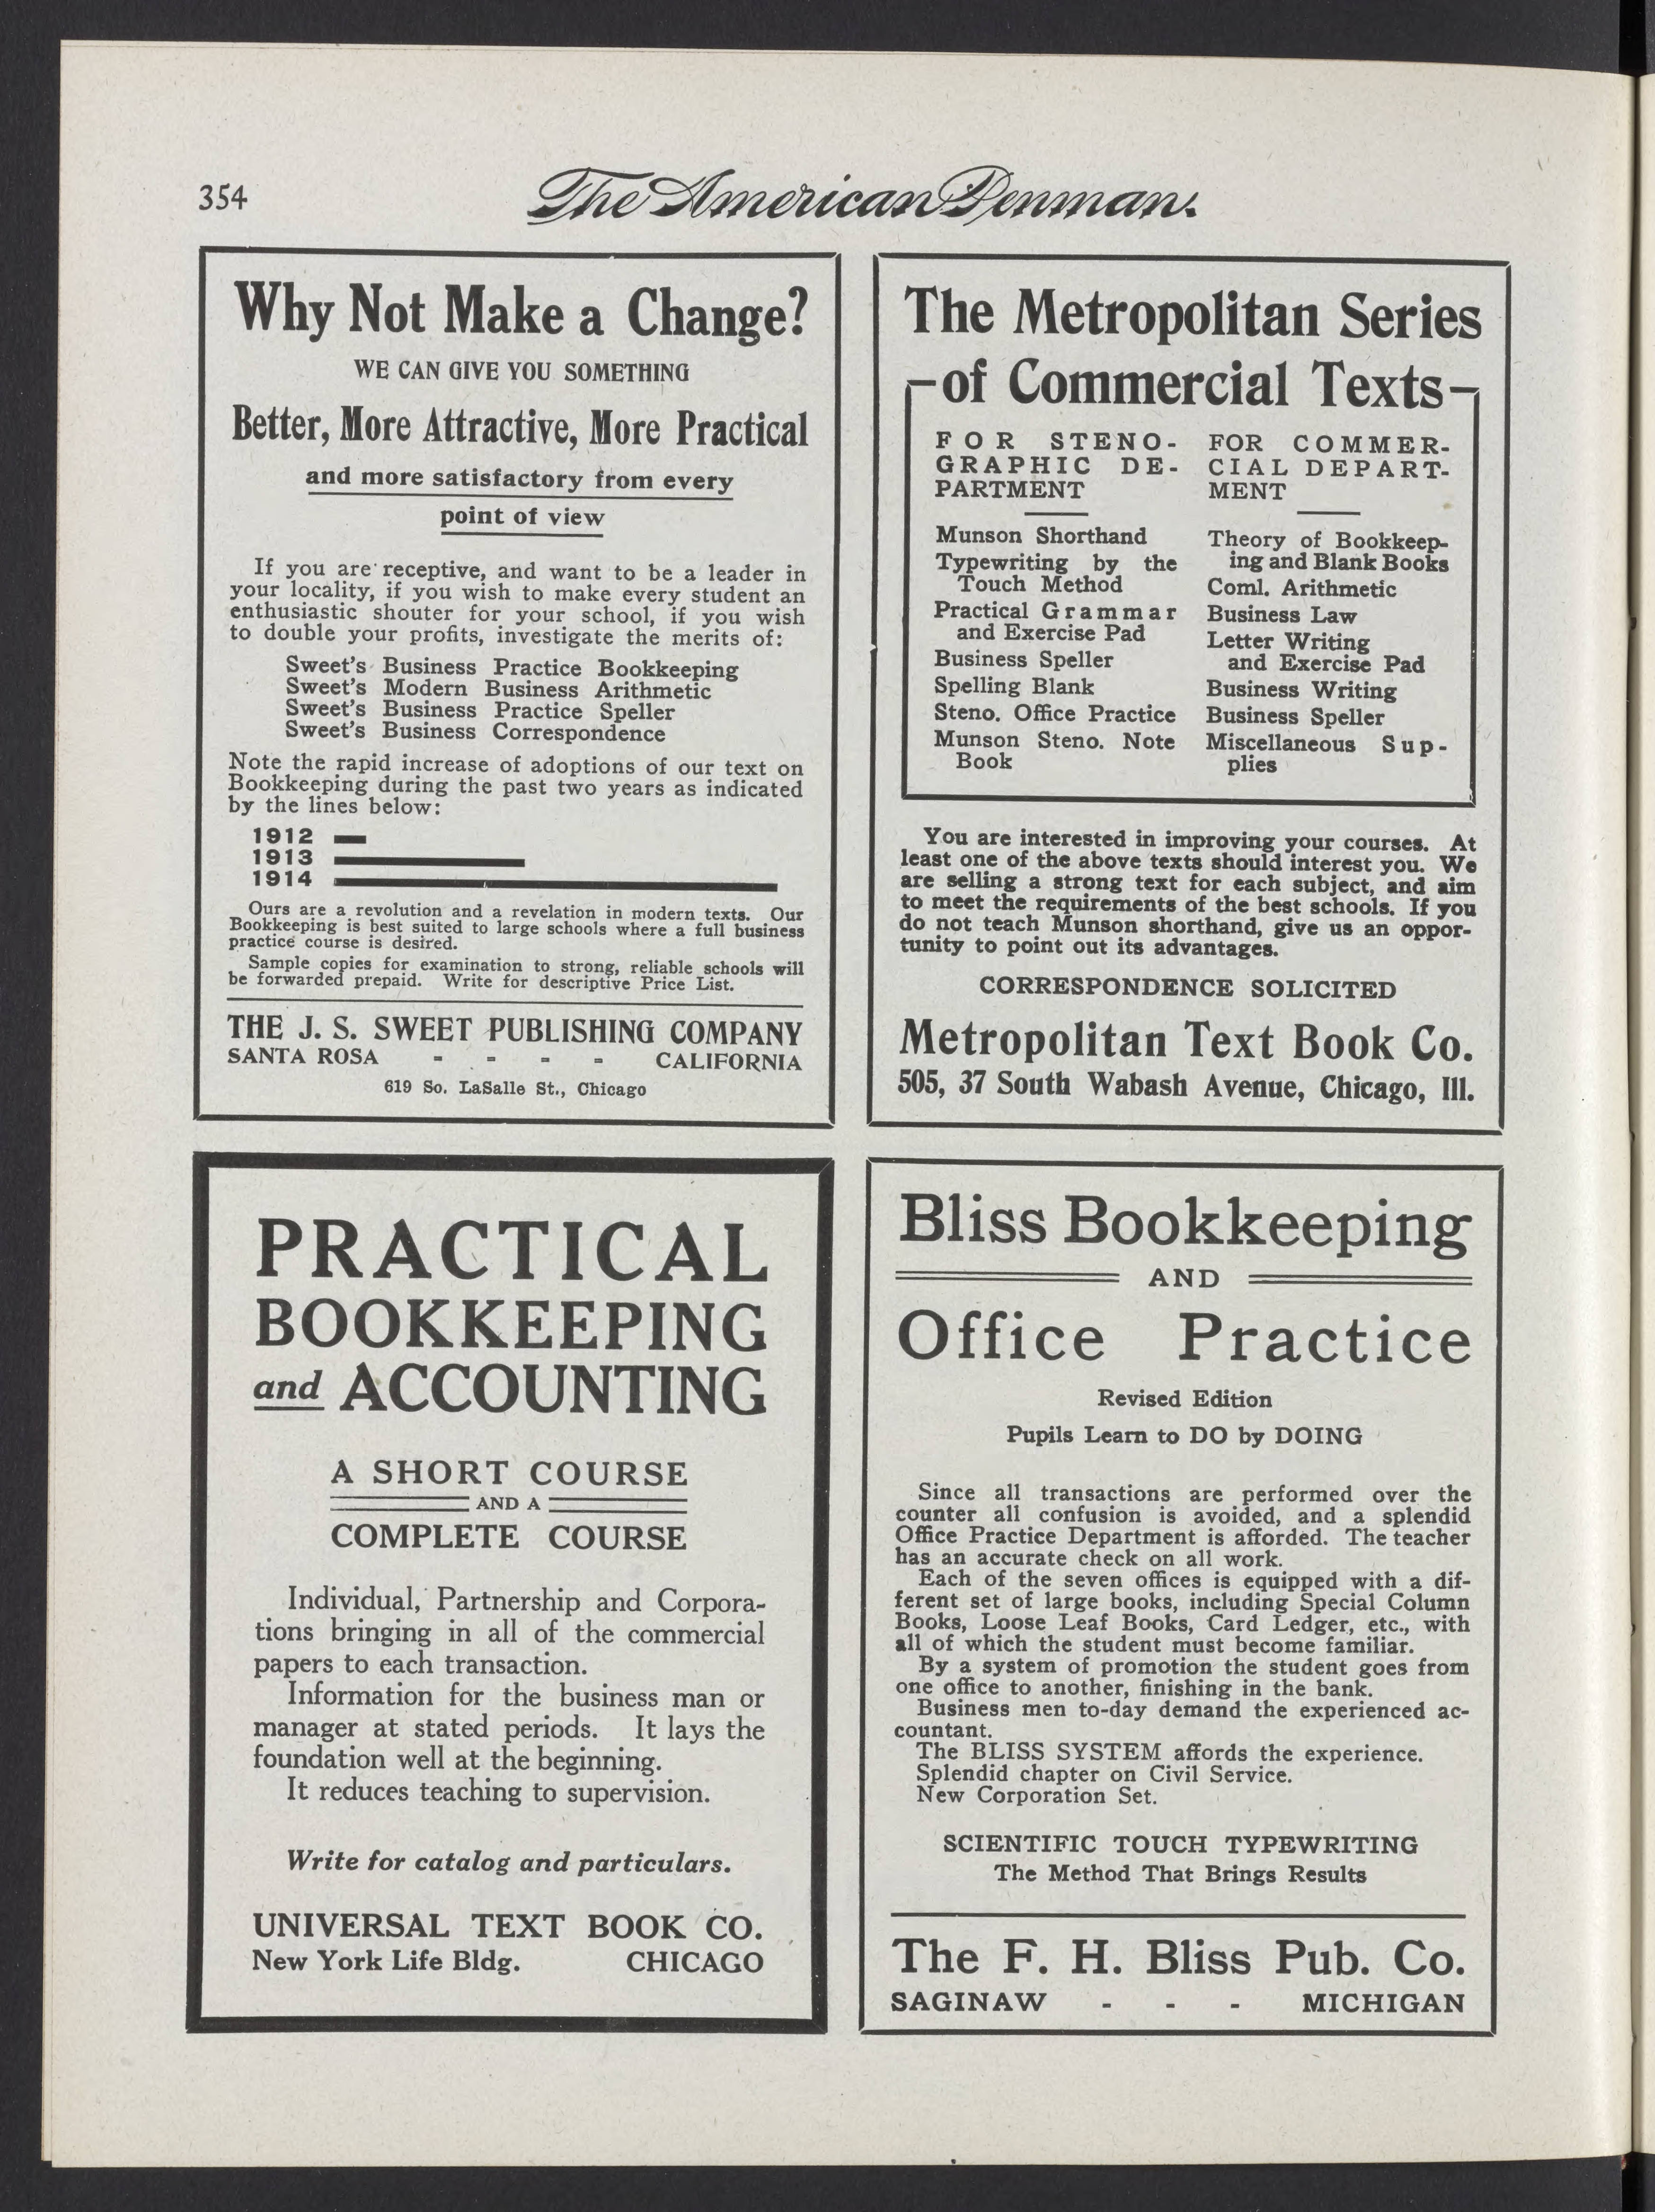 354
The American Penman.
Why Not Make a Change?
WE CAN GIVE YOU SOMETHING
Better, More Attractive, More Practical
and more satisfactory from every
point of view
If you are receptive, and want to be a leader in
your locality, if you wish to make every student an
enthusiastic shouter for your school, if you wish
to double your profits, investigate the merits of:
Sweet's Business Practice Bookkeeping
Sweet's Modern Business Arithmetic
Sweet's Business Practice Speller
Sweet's Business Correspondence
Note the rapid increase of adoptions of our text on
Bookkeeping during the past two years as indicated
by the lines below:
1912
1913
1914
Ours are a revolution and a revelation in modern texts. Our
Bookkeeping is best suited to large schools where a full business
practice course is desired.
Sample copies for examination to strong, reliable schools will
be forwarded prepaid. Write for descriptive Price List.
THE J. S. SWEET PUBLISHING COMPANY
SANTA ROSA - - - - CALIFORNIA
619 So. LaSalle St., Chicago
The Metropolitan Series
of Commercial Texts
FOR STENO-
GRAPHIC DE-
PARTMENT
Munson Shorthand
Typewriting by the
Touch Method
Practical Grammar
and Exercise Pad
Business Speller
Spelling Blank
Steno. Office Practice
Munson Steno. Note
Book
FOR COMMER-
CIAL DEPART-
MENT
Theory of Bookkeep-
ing and Blank Books
Coml. Arithmetic
Business Law
Letter Writing
and Exercise Pad
Business Writing
Business Speller
Miscellaneous Sup-
plies
You are interested in improving your courses. At
least one of the above texts should interest you. We
are selling a strong text for each subject, and aim
to meet the requirements of the best schools. If you
do not teach Munson shorthand, give us an oppor-
tunity to point out its advantages.
CORRESPONDENCE SOLICITED
Metropolitan Text Book Co.
505, 37 South Wabash Avenue, Chicago, Ill.
PRACTICAL
BOOKKEEPING
and ACCOUNTING
A SHORT COURSE
AND A
COMPLETE COURSE
Individual, Partnership and Corpora-
tions bringing in all of the commercial
papers to each transaction.
Information for the business man or
manager at stated periods. It lays the
foundation well at the beginning.
It reduces teaching to supervision.
Write for catalog and particulars.
UNIVERSAL TEXT BOOK CO.
New York Life Bldg. CHICAGO
Bliss Bookkeeping
AND
Office Practice
Revised Edition
Pupils Learn to DO by DOING
Since all transactions are performed over the
counter all confusion is avoided, and a splendid
Office Practice Department is afforded. The teacher
has an accurate check on all work.
Each of the seven offices is equipped with a dif-
ferent set of large books, including Special Column
Books, Loose Leaf Books, Card Ledger, etc., with
all of which the student must become familiar.
By a system of promotion the student goes from
one office to another, finishing in the bank.
Business men to-day demand the experienced ac-
countant.
The BLISS SYSTEM affords the experience.
Splendid chapter on Civil Service.
New Corporation Set.
SCIENTIFIC TOUCH TYPEWRITING
The Method That Brings Results
The F. H. Bliss Pub. Co.
SAGINAW - - - MICHIGAN